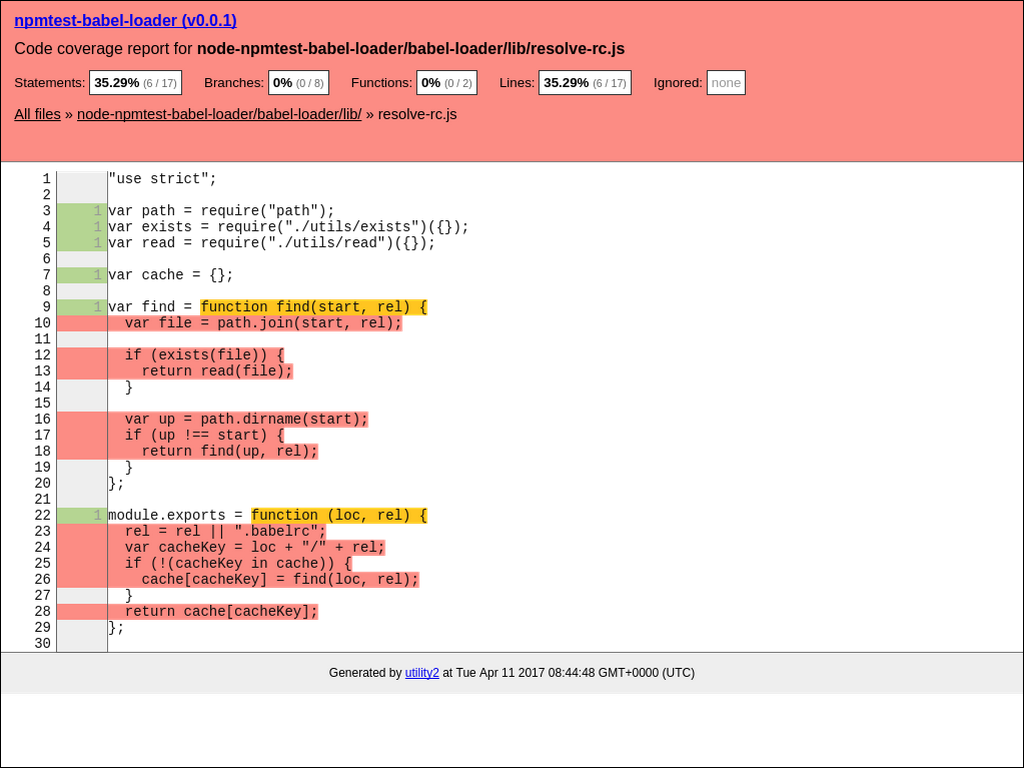 npmtest-babel-loader (v0.0.1)
Code coverage report for node-npmtest-babel-loader/babel-loader/lib/resolve-rc.js
Statements: 35.29% (6 / 17) Branches: 0% (0 / 8) Functions: 0% (0 / 2) Lines: 35.29% (6 / 17) Ignored: none
All files » node-npmtest-babel-loader/babel-loader/lib/ » resolve-rc.js
1 "use strict";
2
3 1 var path = require("path");
4 1 var exists = require("./utils/exists")({});
5 1 var read = require("./utils/read")({});
6
7 1 var cache = {};
8
9 1 var find = function find(start, rel) {
10   var file = path.join(start, rel);
11
12   if (exists(file)) {
13     return read(file);
14   }
15
16   var up = path.dirname(start);
17   if (up !== start) {
18     return find(up, rel);
19   }
20 };
21
22 1 module.exports = function (loc, rel) {
23   rel = rel || ".babelrc";
24   var cacheKey = loc + "/" + rel;
25   if (!(cacheKey in cache)) {
26     cache[cacheKey] = find(loc, rel);
27   }
28   return cache[cacheKey];
29 };
30
Generated by utility2 at Tue Apr 11 2017 08:44:48 GMT+0000 (UTC)